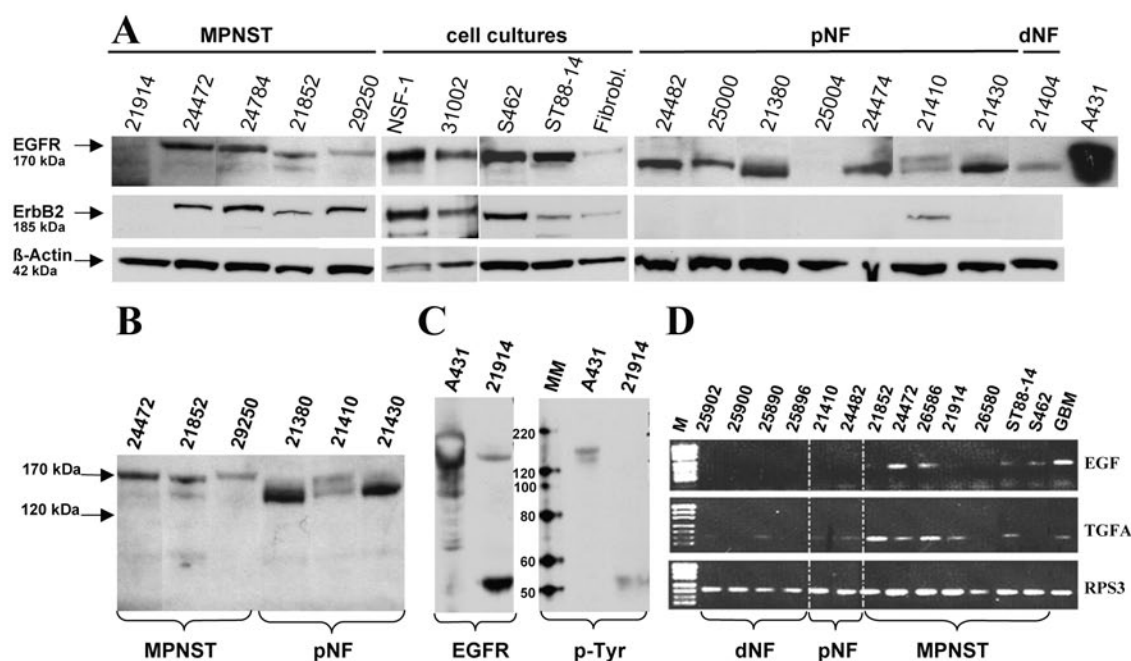 A
MPNST
cell cultures
pNF
dNF
21914
24472
24784
21852
29250
NSF-1
31002
S462
ST88-14
Fibrobl.
24482
25000
21380
25004
24474
21410
21430
21404
A431
EGFR
170 kDa
ErbB2
185 kDa
ß-Actin
42 kDa
B
24472
21852
29250
21380
21410
21430
170 kDa
120 kDa
MPNST
pNF
C
A431
21914
MM
A431
21914
220
120
100
80
60
50
EGFR
p-Tyr
D
M
25902
25900
25890
25896
21410
24482
21852
24472
26586
21914
26580
ST88-14
S462
GBM
EGF
TGFA
RPS3
dNF
pNF
MPNST